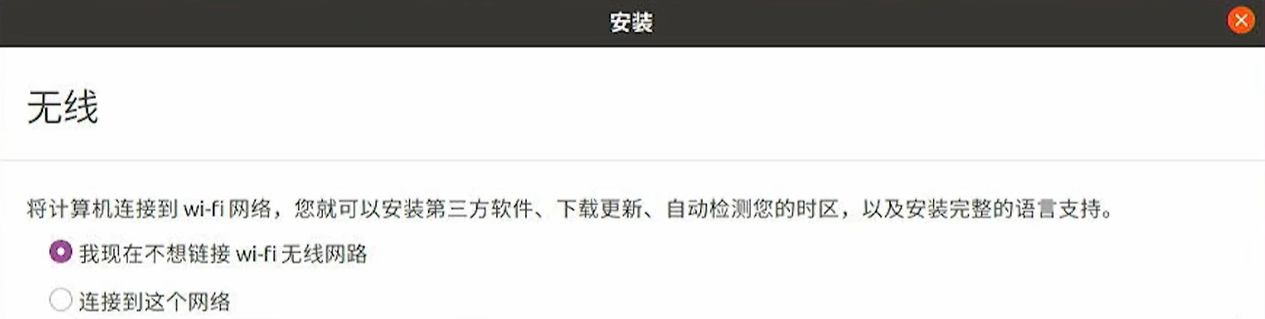 安装
无线
将计算机连接到 wi-fi 网络，您就可以安装第三方软件、下载更新、自动检测您的时区，以及安装完整的语言支持。
我现在不想链接 wi-fi 无线网路
连接到这个网络